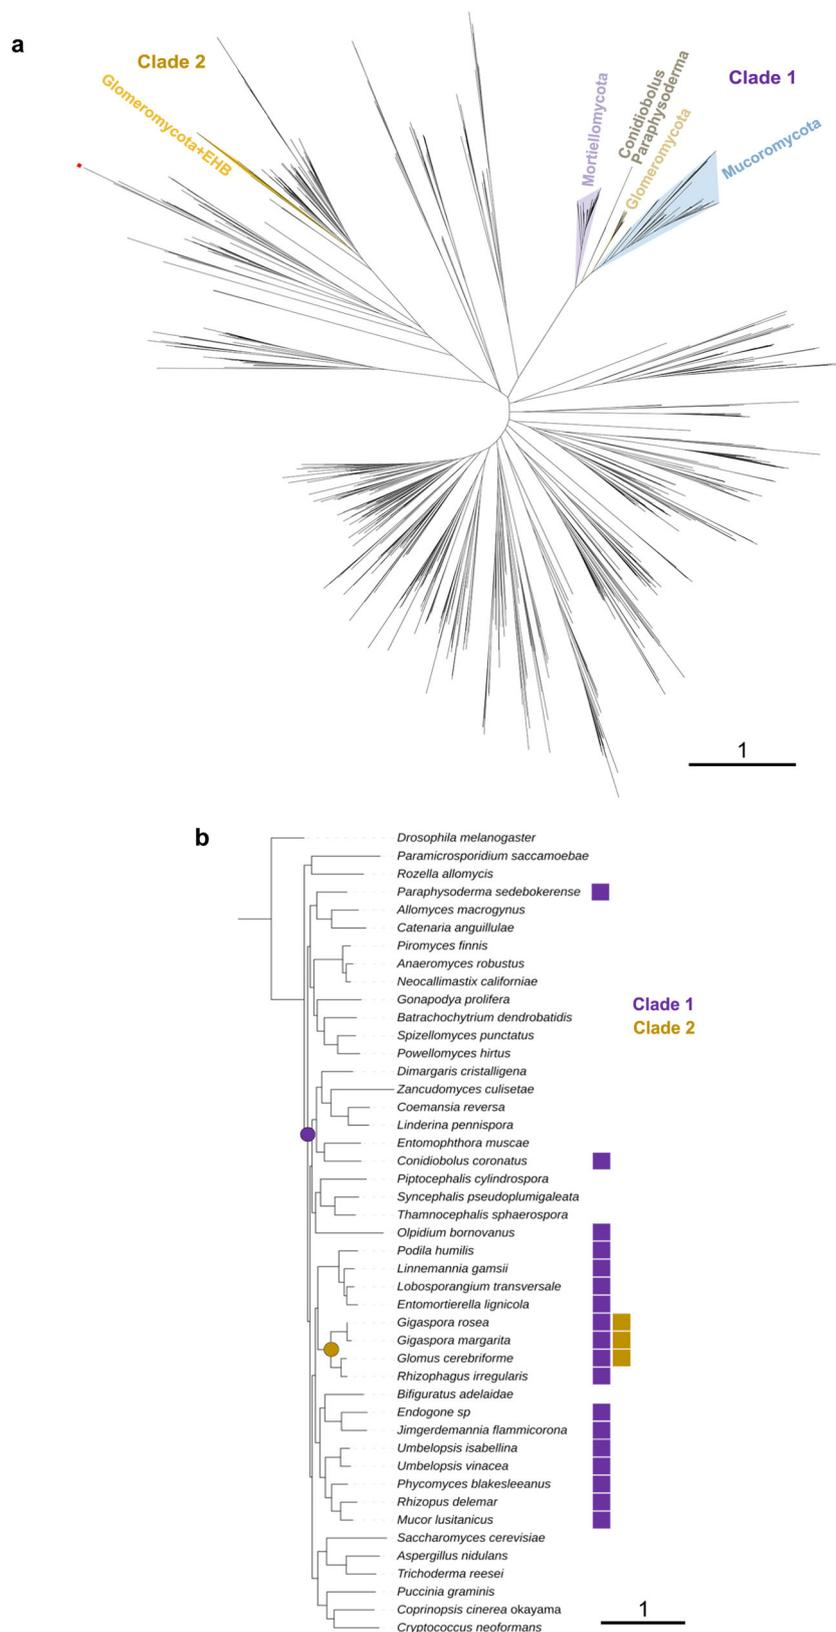 a
Clade 2
Clade 1
Glomeromycota+EHB
Mortiellomycota
Conidiobolus
Paraphysoderma
Glomeromycota
Mucoromycota
1
b
Drosophila melanogaster
Paramicrosporidium saccamoebae
Rozella allomycis
Paraphysoderma sedebokerense
Allomyces macrogynus
Catenaria anguillulae
Piromyces finnis
Anaeromyces robustus
Neocallimastix californiae
Gonapodya prolifera
Batrachochytrium dendrobatidis
Spizellomyces punctatus
Powellomyces hirtus
Dimargaris cristalligena
Zancudomyces culisetae
Coemansia reversa
Linderina pennispora
Entomophthora muscae
Conidiobolus coronatus
Piptocephalis cylindrospora
Syncephalis pseudoplumigaleata
Thamnocephalis sphaerospora
Olpidium bornovanus
Podila humilis
Linnemannia gamsii
Lobosporangium transversale
Entomortierella lignicola
Gigaspora rosea
Gigaspora margarita
Glomus cerebriforme
Rhizophagus irregularis
Bifiguratus adelaidae
Endogone sp
Jimgerdemannia flammicorona
Umbelopsis isabellina
Umbelopsis vinacea
Phycomyces blakesleeanus
Rhizopus delemar
Mucor lusitanicus
Saccharomyces cerevisiae
Aspergillus nidulans
Trichoderma reesei
Puccinia graminis
Coprinopsis cinerea okayama
Cryptococcus neoformans
Clade 1
Clade 2
1